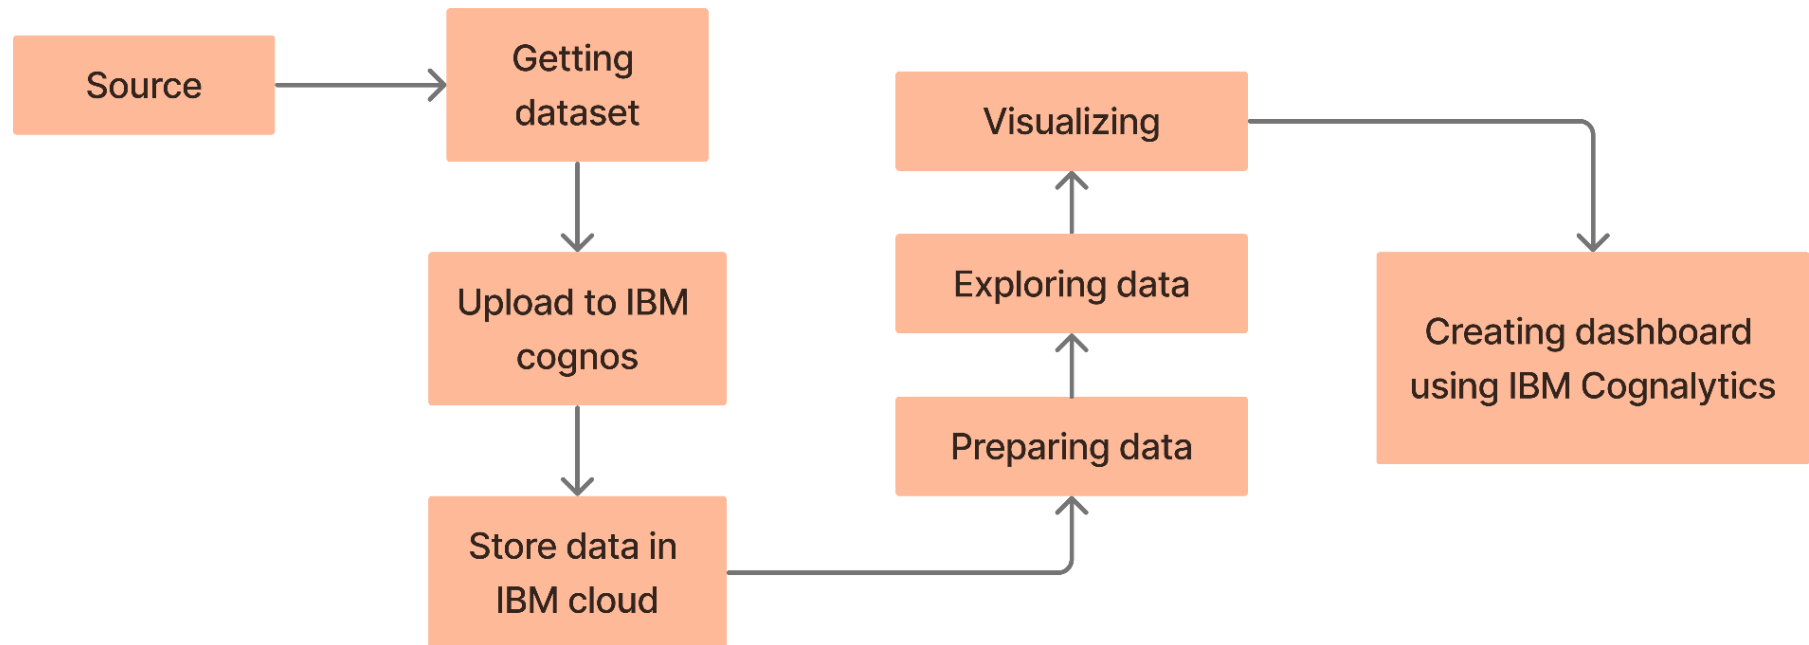 Source
Getting
dataset
Upload to IBM
cognos
Store data in
IBM cloud
Preparing data
Exploring data
Visualizing
Creating dashboard
using IBM Cognalytics